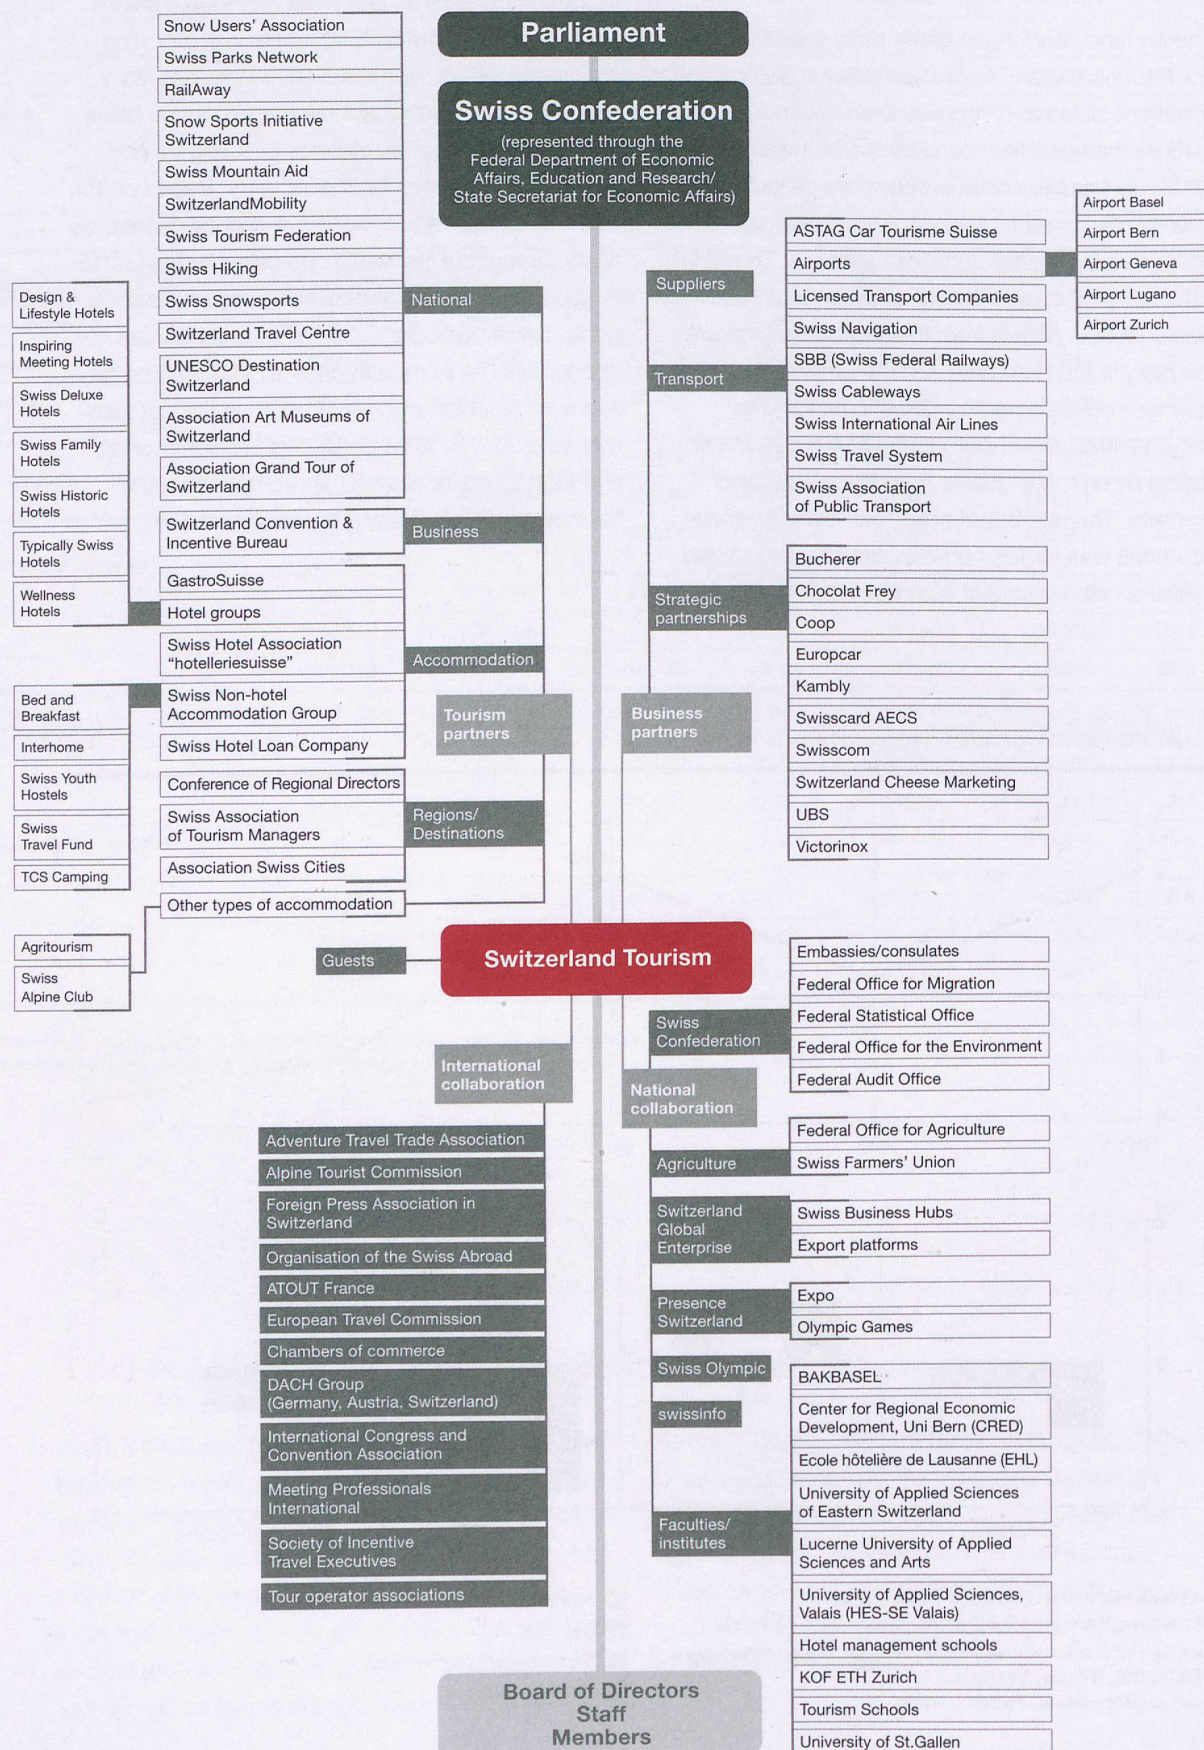 Parliament
Swiss Confederation
(represented through the
Federal Department of Economic
Affairs, Education and Research/
State Secretariat for Economic Affairs)
Snow Users’ Association
Swiss Parks Network
RailAway
Snow Sports Initiative
Switzerland
Swiss Mountain Aid
SwitzerlandMobility
Swiss Tourism Federation
Swiss Hiking
Swiss Snowsports
Switzerland Travel Centre
UNESCO Destination
Switzerland
Association Art Museums of
Switzerland
Association Grand Tour of
Switzerland
National
Switzerland Convention &
Incentive Bureau
Business
GastroSuisse
Hotel groups
Swiss Hotel Association
“hotelleriesuisse”
Swiss Non-hotel
Accommodation Group
Swiss Hotel Loan Company
Accommodation
Design &
Lifestyle Hotels
Inspiring
Meeting Hotels
Swiss Deluxe
Hotels
Swiss Family
Hotels
Swiss Historic
Hotels
Typically Swiss
Hotels
Wellness
Hotels
Bed and
Breakfast
Interhome
Swiss Youth
Hostels
Swiss
Travel Fund
TCS Camping
Conference of Regional Directors
Swiss Association
of Tourism Managers
Association Swiss Cities
Regions/
Destinations
Other types of accommodation
Agritourism
Swiss
Alpine Club
Tourism
partners
Business
partners
Suppliers
Transport
ASTAG Car Tourisme Suisse
Airports
Licensed Transport Companies
Swiss Navigation
SBB (Swiss Federal Railways)
Swiss Cableways
Swiss International Air Lines
Swiss Travel System
Swiss Association
of Public Transport
Airport Basel
Airport Bern
Airport Geneva
Airport Lugano
Airport Zurich
Strategic
partnerships
Bucherer
Chocolat Frey
Coop
Europcar
Kambly
Swisscard AECS
Swisscom
Switzerland Cheese Marketing
UBS
Victorinox
Guests
Switzerland Tourism
International
collaboration
Adventure Travel Trade Association
Alpine Tourist Commission
Foreign Press Association in
Switzerland
Organisation of the Swiss Abroad
ATOUT France
European Travel Commission
Chambers of commerce
DACH Group
(Germany, Austria, Switzerland)
International Congress and
Convention Association
Meeting Professionals
International
Society of Incentive
Travel Executives
Tour operator associations
National
collaboration
Swiss
Confederation
Embassies/consulates
Federal Office for Migration
Federal Statistical Office
Federal Office for the Environment
Federal Audit Office
Agriculture
Federal Office for Agriculture
Swiss Farmers’ Union
Switzerland
Global
Enterprise
Swiss Business Hubs
Export platforms
Presence
Switzerland
Expo
Olympic Games
Swiss Olympic
swissinfo
Faculties/
institutes
BAKBASEL
Center for Regional Economic
Development, Uni Bern (CRED)
Ecole hôtelière de Lausanne (EHL)
University of Applied Sciences
of Eastern Switzerland
Lucerne University of Applied
Sciences and Arts
University of Applied Sciences,
Valais (HES-SE Valais)
Hotel management schools
KOF ETH Zurich
Tourism Schools
University of St.Gallen
Board of Directors
Staff
Members